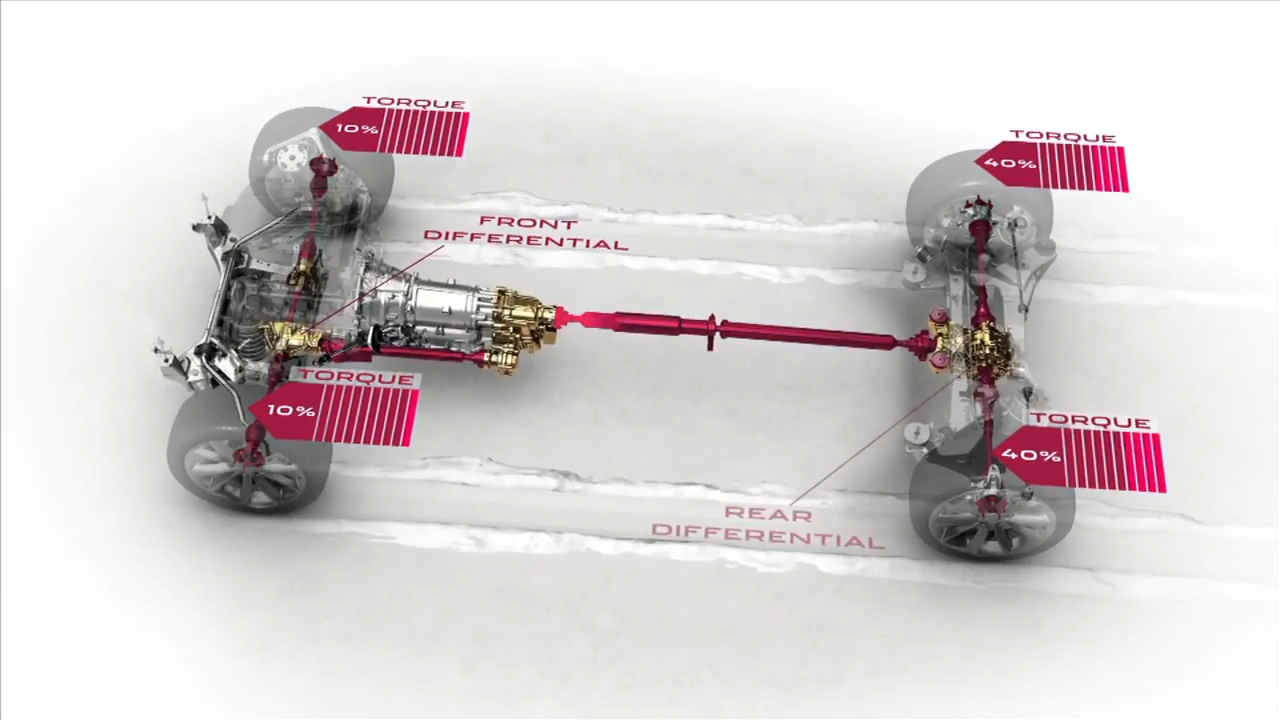 TORQUE
10%
TORQUE
40%
FRONT
DIFFERENTIAL
TORQUE
10%
TORQUE
40%
REAR
DIFFERENTIAL